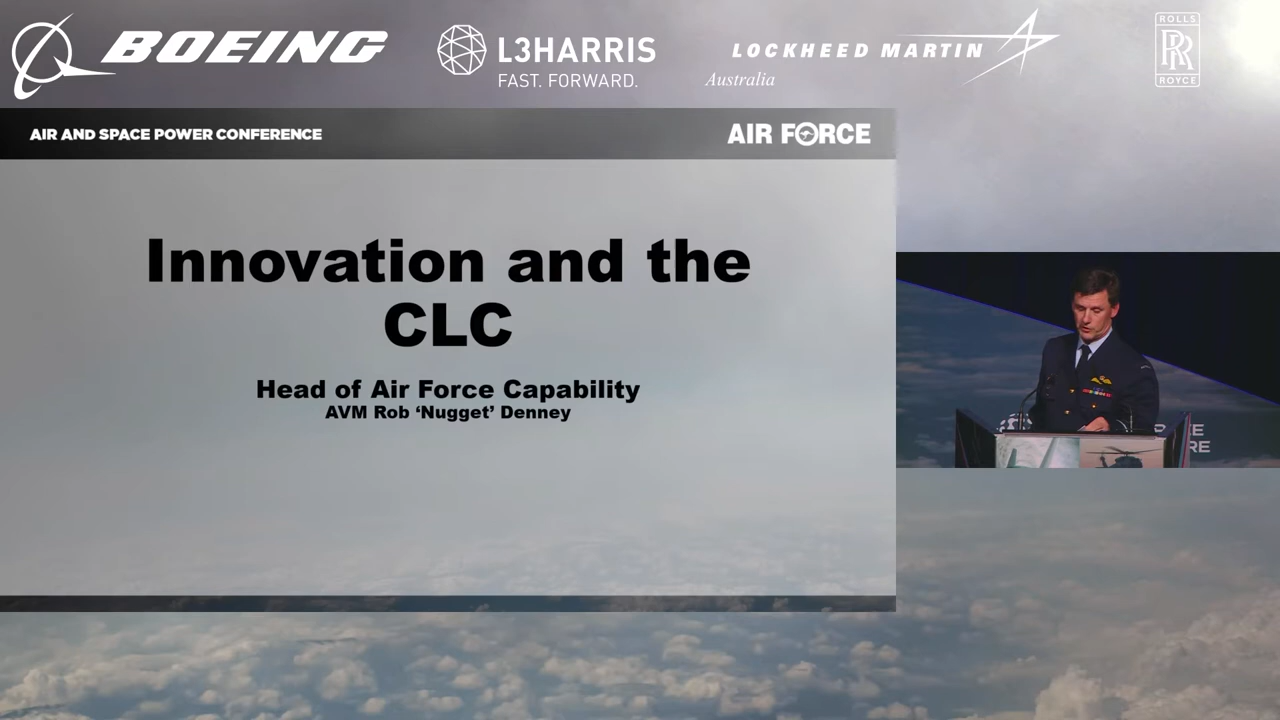 BOEING
L3HARRIS
FAST. FORWARD.
LOCKHEED MARTIN
Australia
ROLLS
RR
ROYCE
AIR AND SPACE POWER CONFERENCE
AIR FORCE
Innovation and the
CLC
Head of Air Force Capability
AVM Rob ‘Nugget’ Denney